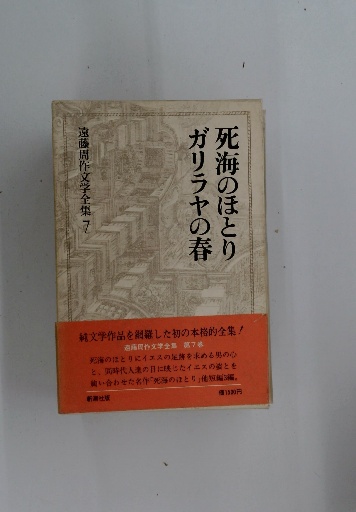 死海のほとり
ガリラヤの春
遠藤周作文学全集 7
純文学作品を網羅した初の本格的全集!
遠藤周作文学全集 第7巻
死海のほとりにイエスの足跡を求める男の心
と、同時代人達の目に映じたイエスの姿とを
縫い合わせた名作「死海のほとり」他短編3編。
新潮社版